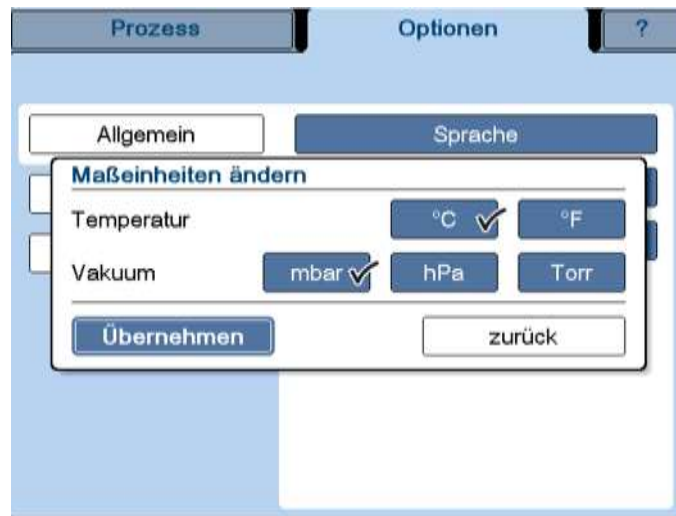 Prozess Optionen ?
Allgemein Sprache
Maßeinheiten ändern
Temperatur °C °F
Vakuum mbar hPa Torr
Übernehmen zurück